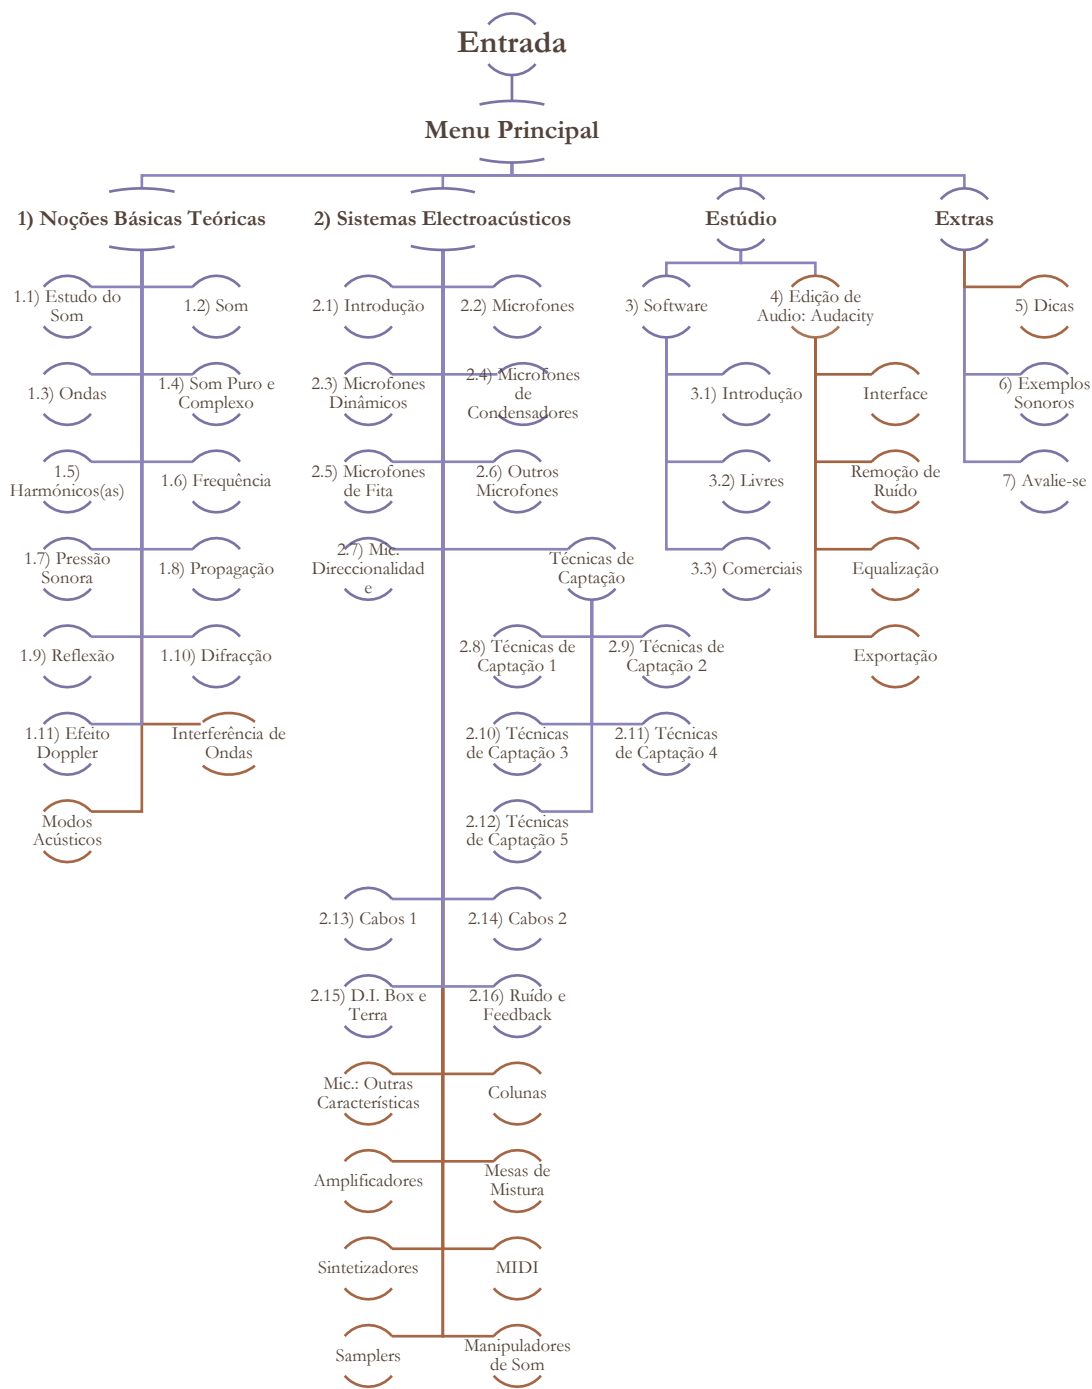 Entrada
Menu Principal
1) Noções Básicas Teóricas
2) Sistemas Electroacústicos
Estúdio
Extras
1.1) Estudo do
Som
1.2) Som
1.3) Ondas
1.4) Som Puro e
Complexo
1.5)
Harmónicos(as)
1.6) Frequência
1.7) Pressão
Sonora
1.8) Propagação
1.9) Reflexão
1.10) Difracção
1.11) Efeito
Doppler
Interferência de
Ondas
Modos
Acústicos
2.1) Introdução
2.2) Microfones
2.3) Microfones
Dinâmicos
2.4) Microfones
de
Condensadores
2.5) Microfones
de Fita
2.6) Outros
Microfones
2.7) Mic.
Direccionalidad
e
Técnicas de
Captação
2.8) Técnicas de
Captação 1
2.9) Técnicas de
Captação 2
2.10) Técnicas
de Captação 3
2.11) Técnicas
de Captação 4
2.12) Técnicas
de Captação 5
2.13) Cabos 1
2.14) Cabos 2
2.15) D.I. Box e
Terra
2.16) Ruído e
Feedback
Mic.: Outras
Características
Colunas
Amplificadores
Mesas de
Mistura
Sintetizadores
MIDI
Samplers
Manipuladores
de Som
3) Software
3.1) Introdução
3.2) Livres
3.3) Comerciais
4) Edição de
Audio: Audacity
Interface
Remoção de
Ruído
Equalização
Exportação
5) Dicas
6) Exemplos
Sonoros
7) Avalie-se